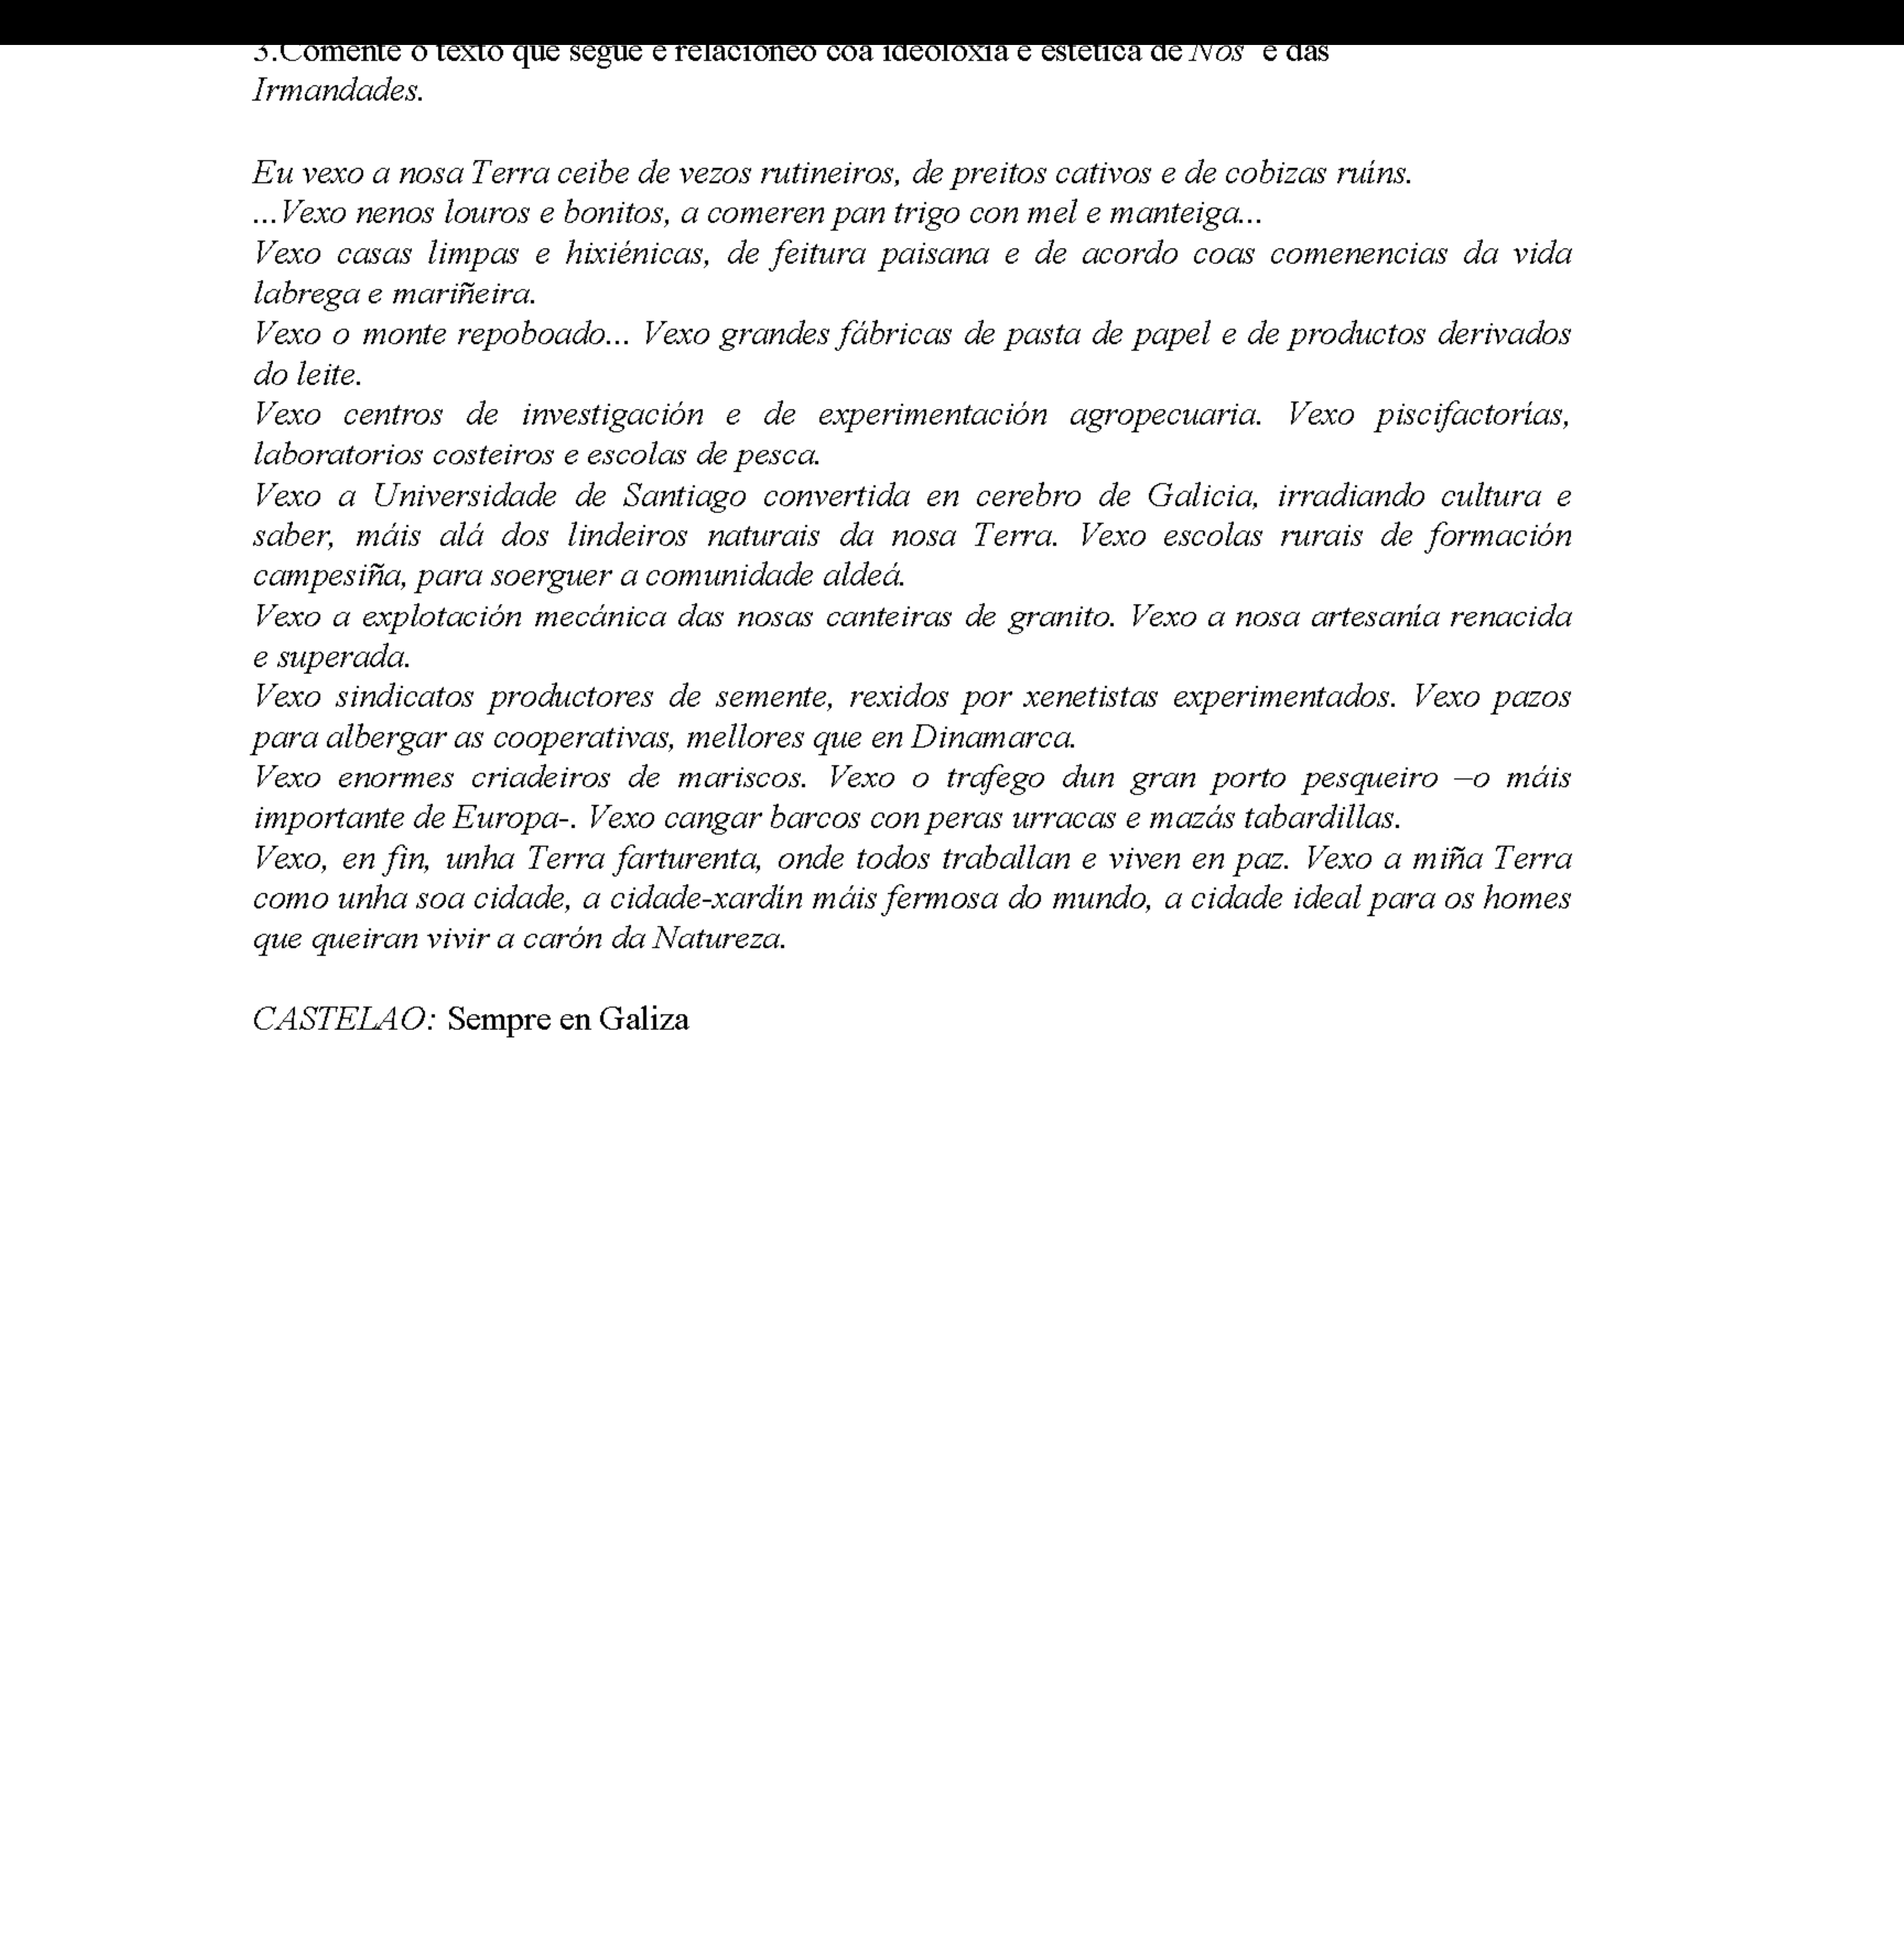 3.Comente o texto que segue e relacioneo coa ideoloxía e estética de Nós e das
Irmandades.
Eu vexo a nosa Terra ceibe de vezos rutineiros, de preitos cativos e de cobizas ruíns.
...Vexo nenos louros e bonitos, a comeren pan trigo con mel e manteiga...
Vexo casas limpas e hixiénicas, de feitura paisana e de acordo coas comenencias da vida
labrega e mariñeira.
Vexo o monte repoboado... Vexo grandes fábricas de pasta de papel e de productos derivados
do leite.
Vexo centros de investigación e de experimentación agropecuaria. Vexo piscifactorías,
laboratorios costeiros e escolas de pesca.
Vexo a Universidade de Santiago convertida en cerebro de Galicia, irradiando cultura e
saber, máis alá dos lindeiros naturais da nosa Terra. Vexo escolas rurais de formación
campesiña, para soerguer a comunidade aldeá.
Vexo a explotación mecánica das nosas canteiras de granito. Vexo a nosa artesanía renacida
e superada.
Vexo sindicatos productores de semente, rexidos por xenetistas experimentados. Vexo pazos
para albergar as cooperativas, mellores que en Dinamarca.
Vexo enormes criadeiros de mariscos. Vexo o trafego dun gran porto pesqueiro –o máis
importante de Europa-. Vexo cangar barcos con peras urracas e mazás tabardillas.
Vexo, en fin, unha Terra farturenta, onde todos traballan e viven en paz. Vexo a miña Terra
como unha soa cidade, a cidade-xardín máis fermosa do mundo, a cidade ideal para os homes
que queiran vivir a carón da Natureza.
CASTELAO: Sempre en Galiza